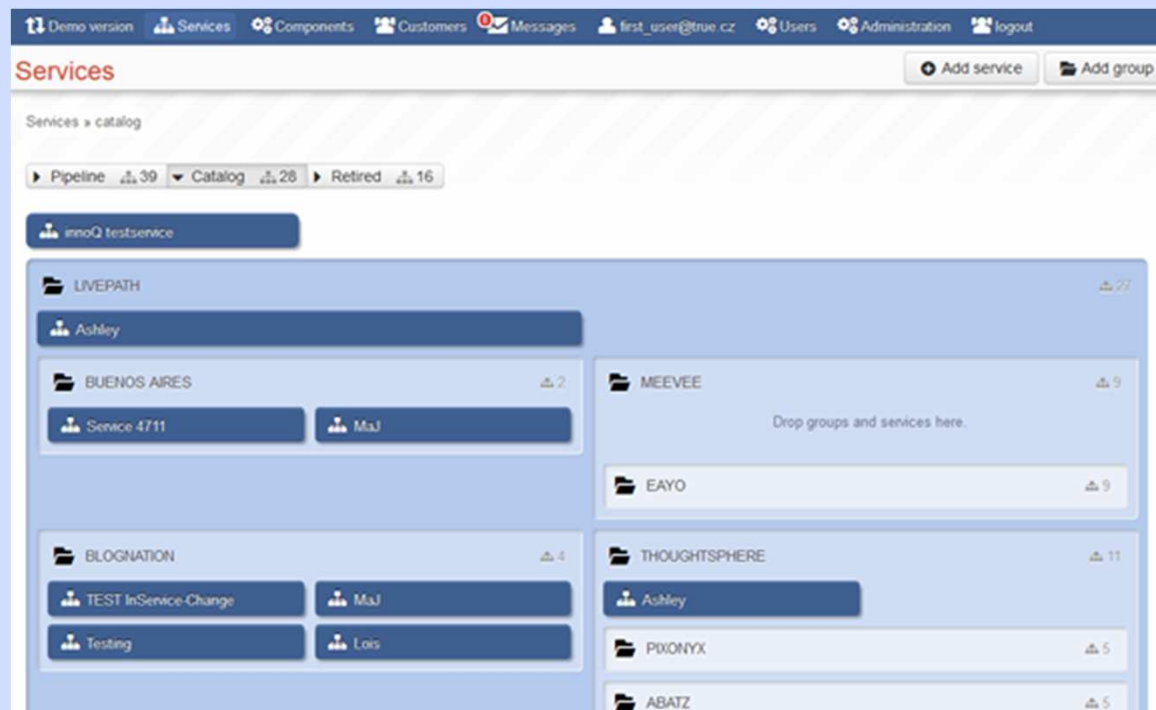 Demo version Services Components Customers 0 Messages first_user@true.cz Users Administration logout
Services Add service Add group
Services » catalog
Pipeline 39 Catalog 28 Retired 16
innoQ testservice
LIVEPATH 27
Ashley
BUENOS AIRES 2 MEEVEE 9
Service 4711 MaJ Drop groups and services here.
EAYO 9
BLOGNATION 4 THOUGHTSPHERE 11
TEST InService-Change MaJ Ashley
Testing Lois PIXONYX 5
ABATZ 5